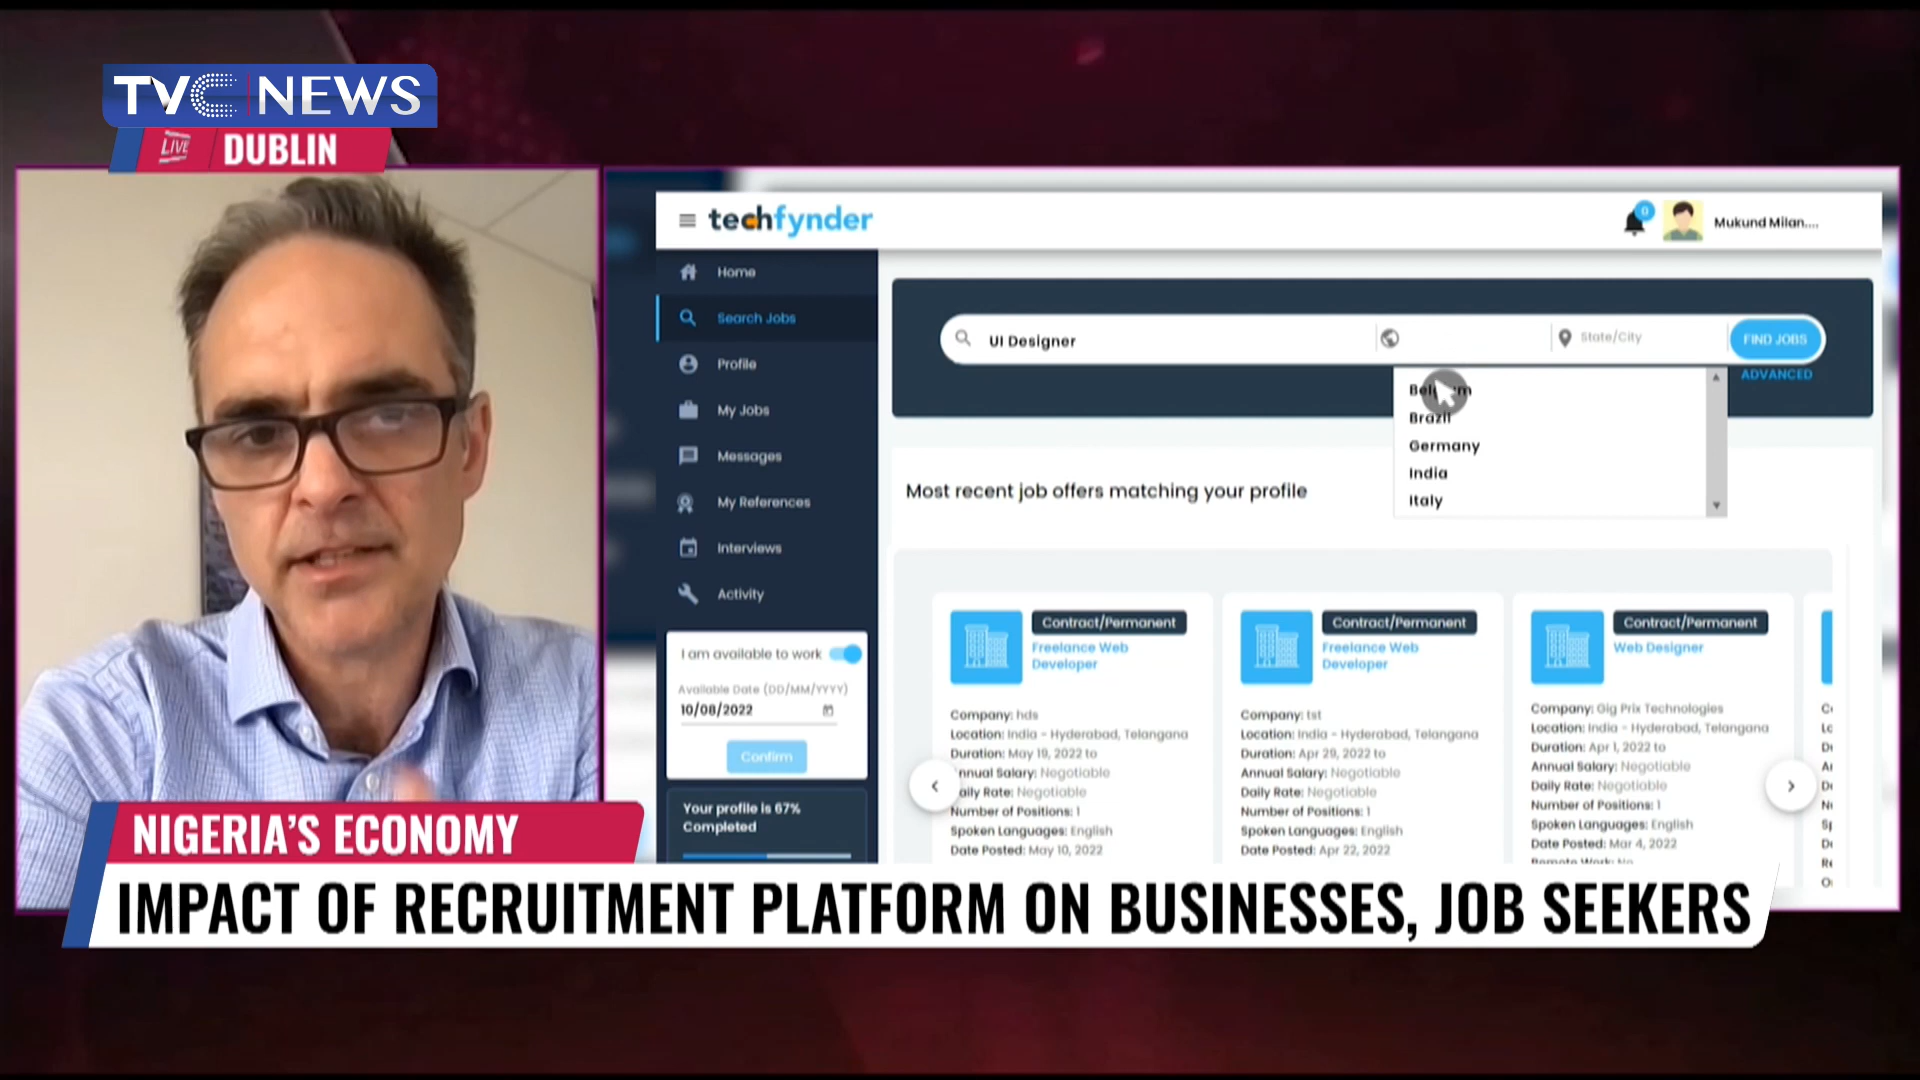 TVC NEWS
LIVE DUBLIN
techfynder
0
Mukund Milan....
Home
Search Jobs
Profile
My Jobs
Messages
My References
Interviews
Activity
I am available to work
Available Date (DD/MM/YYYY)
10/08/2022
Confirm
Your profile is 67%
Completed
UI Designer
State/City
FIND JOBS
ADVANCED
Brazil
Germany
India
Italy
Most recent job offers matching your profile
Contract/Permanent
Freelance Web
Developer
Company: hds
Location: India - Hyderabad, Telangana
Duration: May 19, 2022 to
Annual Salary: Negotiable
Daily Rate: Negotiable
Number of Positions: 1
Spoken Languages: English
Date Posted: May 10, 2022
Contract/Permanent
Freelance Web
Developer
Company: tst
Location: India - Hyderabad, Telangana
Duration: Apr 29, 2022 to
Annual Salary: Negotiable
Daily Rate: Negotiable
Number of Positions: 1
Spoken Languages: English
Date Posted: Apr 22, 2022
Contract/Permanent
Web Designer
Company: Gig Prix Technologies
Location: India - Hyderabad, Telangana
Duration: Apr 1, 2022 to
Annual Salary: Negotiable
Daily Rate: Negotiable
Number of Positions: 1
Spoken Languages: English
Date Posted: Mar 4, 2022
Remote Work: No
NIGERIA'S ECONOMY
IMPACT OF RECRUITMENT PLATFORM ON BUSINESSES, JOB SEEKERS